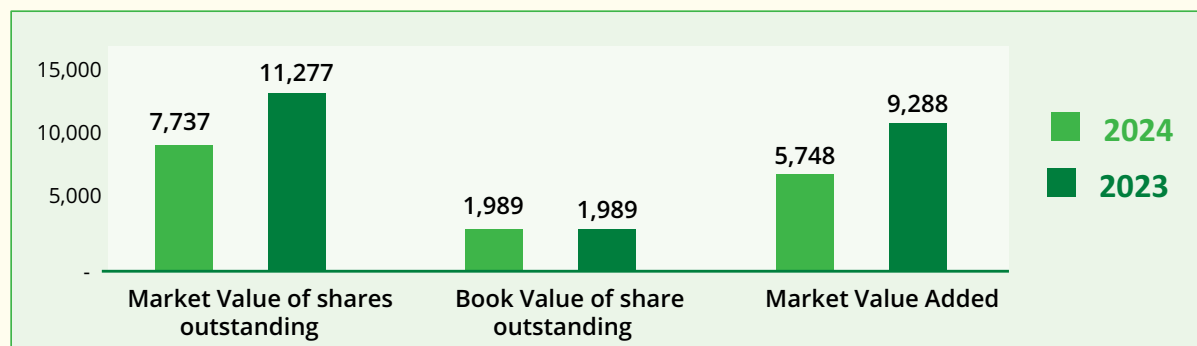 15,000
10,000
5,000
-
7,737
11,277
1,989
1,989
5,748
9,288
Market Value of shares
outstanding
Book Value of share
outstanding
Market Value Added
2024
2023